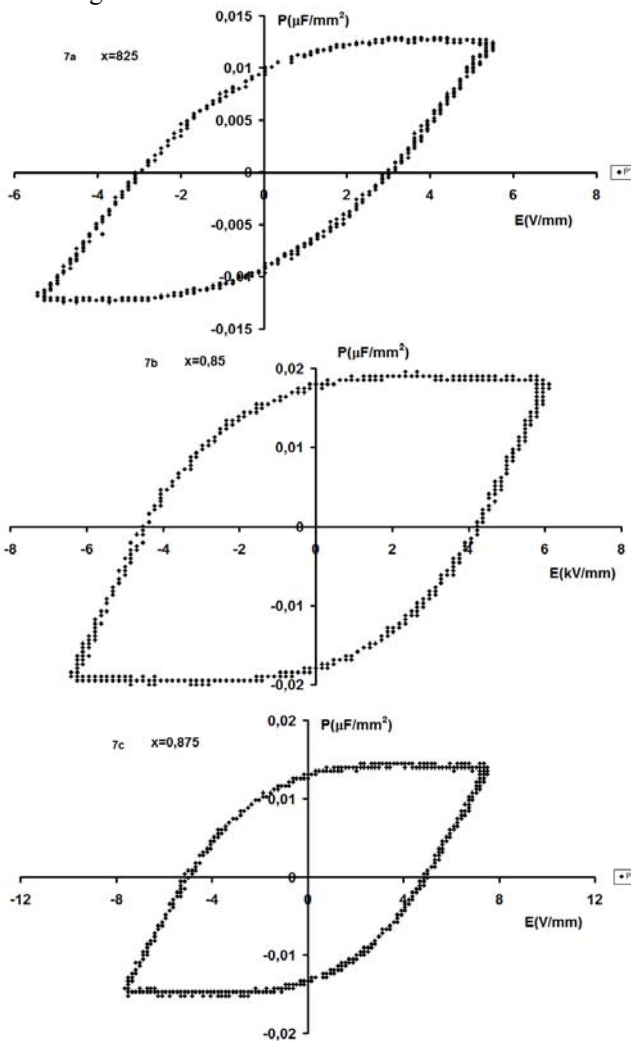 P(μF/mm²)
0,015
7a x=825
0,01
0,005
0
-6 -4 -2 0 2 4 6 8
E(V/mm)
-0,005
-0,015
P(μF/mm²)
7b x=0,85
0,02
0,01
0
-8 -6 -4 -2 0 2 4 6 8
E(kV/mm)
-0,01
-0,02
P(μF/mm²)
0,02
7c x=0,875
0,01
0
-12 -8 -4 0 4 8 12
E(V/mm)
-0,01
-0,02